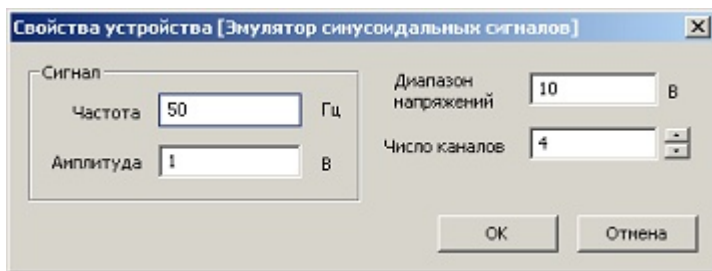 Свойства устройства [Эмулятор синусоидальных сигналов]
Сигнал
Частота 50 Гц
Амплитуда 1 В
Диапазон
напряжений 10 В
Число каналов 4
OK Отмена